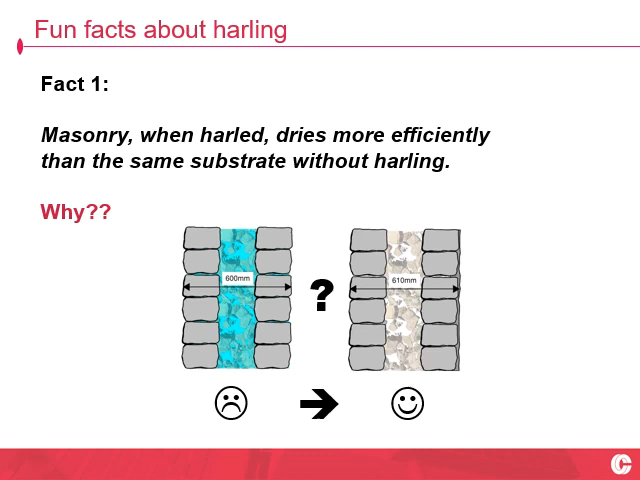 Fun facts about harling
Fact 1:
Masonry, when harled, dries more efficiently
than the same substrate without harling.
Why??
600mm
?
610mm